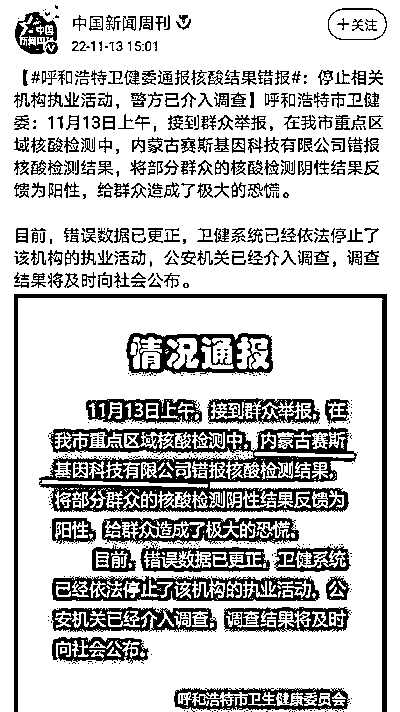 中国新闻周刊
22-11-13 15:01
+关注
【#呼和浩特卫健委通报核酸结果错报#：停止相关
机构执业活动，警方已介入调查】呼和浩特市卫健
委：11月13日上午，接到群众举报，在我市重点区
域核酸检测中，内蒙古赛斯基因科技有限公司错报
核酸检测结果，将部分群众的核酸检测阴性结果反
馈为阳性，给群众造成了极大的恐慌。
目前，错误数据已更正，卫健系统已经依法停止了
该机构的执业活动，公安机关已经介入调查，调查
结果将及时向社会公布。
情况通报
11月13日上午，接到群众举报，在
我市重点区域核酸检测中，内蒙古赛斯
基因科技有限公司错报核酸检测结果，
将部分群众的核酸检测阴性结果反馈为
阳性，给群众造成了极大的恐慌。
目前，错误数据已更正，卫健系统
已经依法停止了该机构的执业活动，公
安机关已经介入调查，调查结果将及时
向社会公布。
呼和浩特市卫生健康委员会